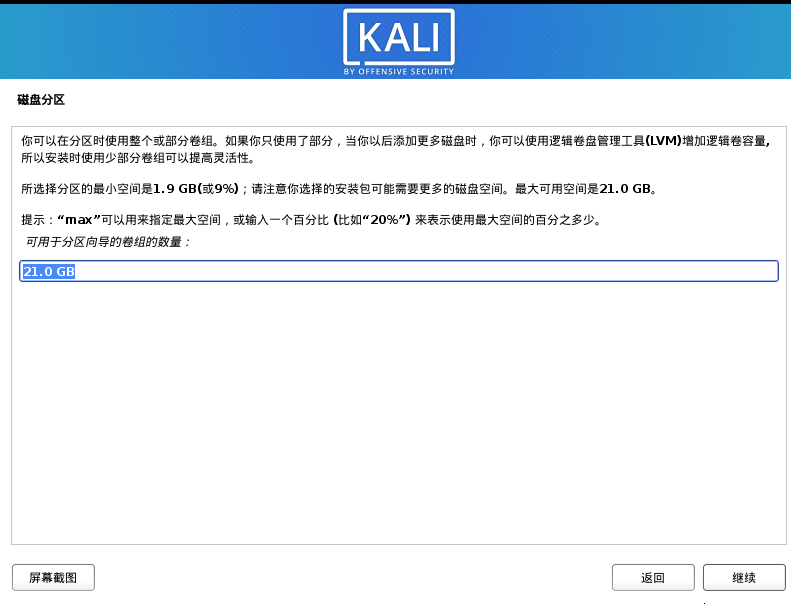 KALI
BY OFFENSIVE SECURITY
磁盘分区
你可以在分区时使用整个或部分卷组。如果你只使用了部分，当你以后添加更多磁盘时，你可以使用逻辑卷盘管理工具(LVM)增加逻辑卷容量,
所以安装时使用少部分卷组可以提高灵活性。
所选择分区的最小空间是1.9 GB(或9%)；请注意你选择的安装包可能需要更多的磁盘空间。最大可用空间是21.0 GB。
提示：“max”可以用来指定最大空间，或输入一个百分比 (比如“20%”) 来表示使用最大空间的百分之多少。
可用于分区向导的卷组的数量：
21.0 GB
屏幕截图
返回
继续